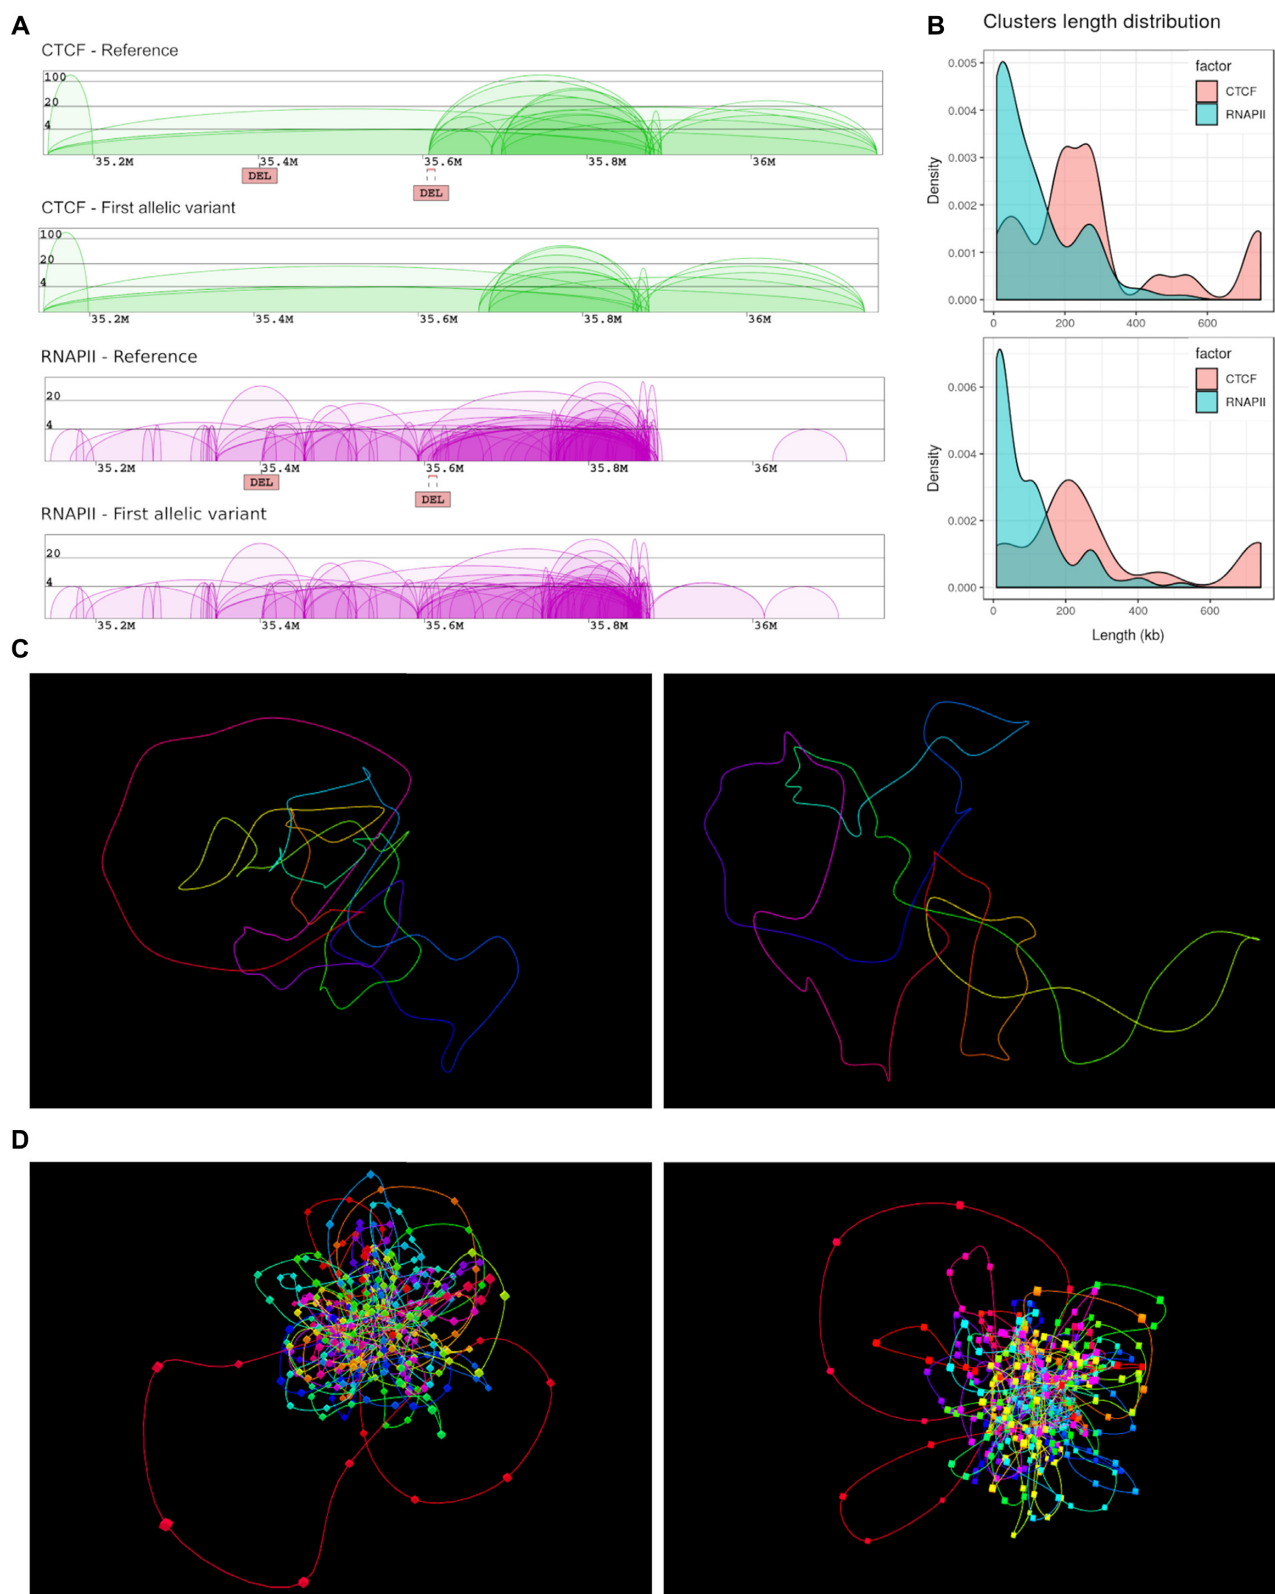 A
CTCF - Reference
100
20
4
35.2M 35.4M 35.6M 35.8M 36M
DEL
DEL
CTCF - First allelic variant
100
20
4
35.2M 35.4M 35.6M 35.8M 36M
RNAPII - Reference
20
4
35.2M 35.4M 35.6M 35.8M 36M
DEL
DEL
RNAPII - First allelic variant
20
4
35.2M 35.4M 35.6M 35.8M 36M
B
Clusters length distribution
factor
CTCF
RNAPII
Density
0.005
0.004
0.003
0.002
0.001
0.000
0 200 400 600
factor
CTCF
RNAPII
Density
0.006
0.004
0.002
0.000
0 200 400 600
Length (kb)
C
D